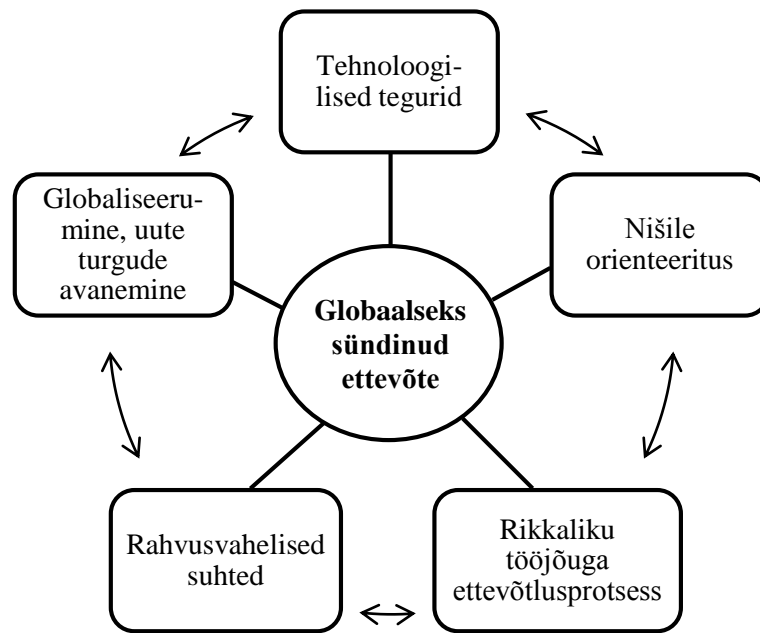 Tehnoloogi-
lised tegurid
Globaliseeru-
mine, uute
turgude
avanemine
Nišile
orienteeritus
Globaalseks
sündinud
ettevõte
Rahvusvahelised
suhted
Rikkaliku
tööjõuga
ettevõtlusprotsess